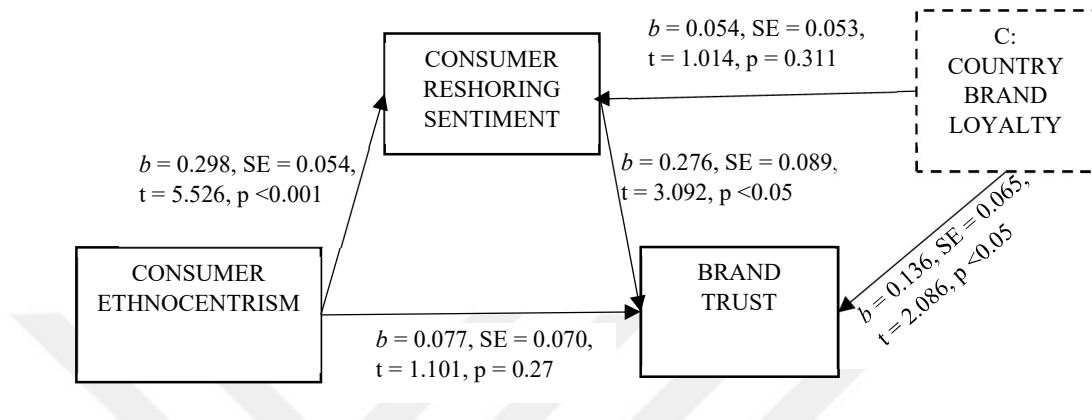 b = 0.054, SE = 0.053,
t = 1.014, p = 0.311
C:
COUNTRY
BRAND
LOYALTY
CONSUMER
RESHORING
SENTIMENT
b = 0.298, SE = 0.054,
t = 5.526, p <0.001
b = 0.276, SE = 0.089,
t = 3.092, p <0.05
b = 0.136, SE = 0.065,
t = 2.086, p <0.05
CONSUMER
ETHNOCENTRISM
BRAND
TRUST
b = 0.077, SE = 0.070,
t = 1.101, p = 0.27